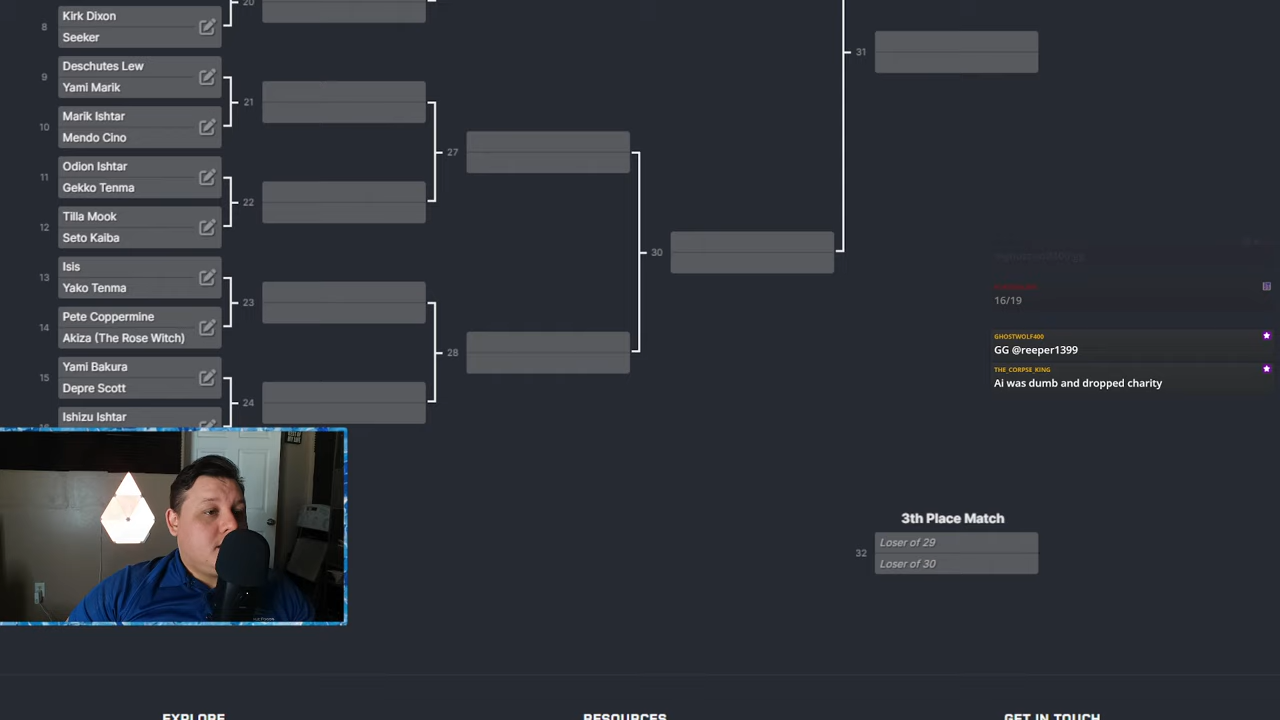 20
8
Kirk Dixon
Seeker
31
9
Deschutes Lew
Yami Marik
21
10
Marik Ishtar
Mendo Cino
27
11
Odion Ishtar
Gekko Tenma
22
12
Tilla Mook
Seto Kaiba
30
13
Isis
Yako Tenma
23
14
Pete Coppermine
Akiza (The Rose Witch)
28
15
Yami Bakura
Depre Scott
24
Ishizu Ishtar
16/19
GHOSTWOLF400
GG @reeper1399
THE_CORPSE_KING
Ai was dumb and dropped charity
3th Place Match
32
Loser of 29
Loser of 30
EXPLORE
RESOURCES
GET IN TOUCH